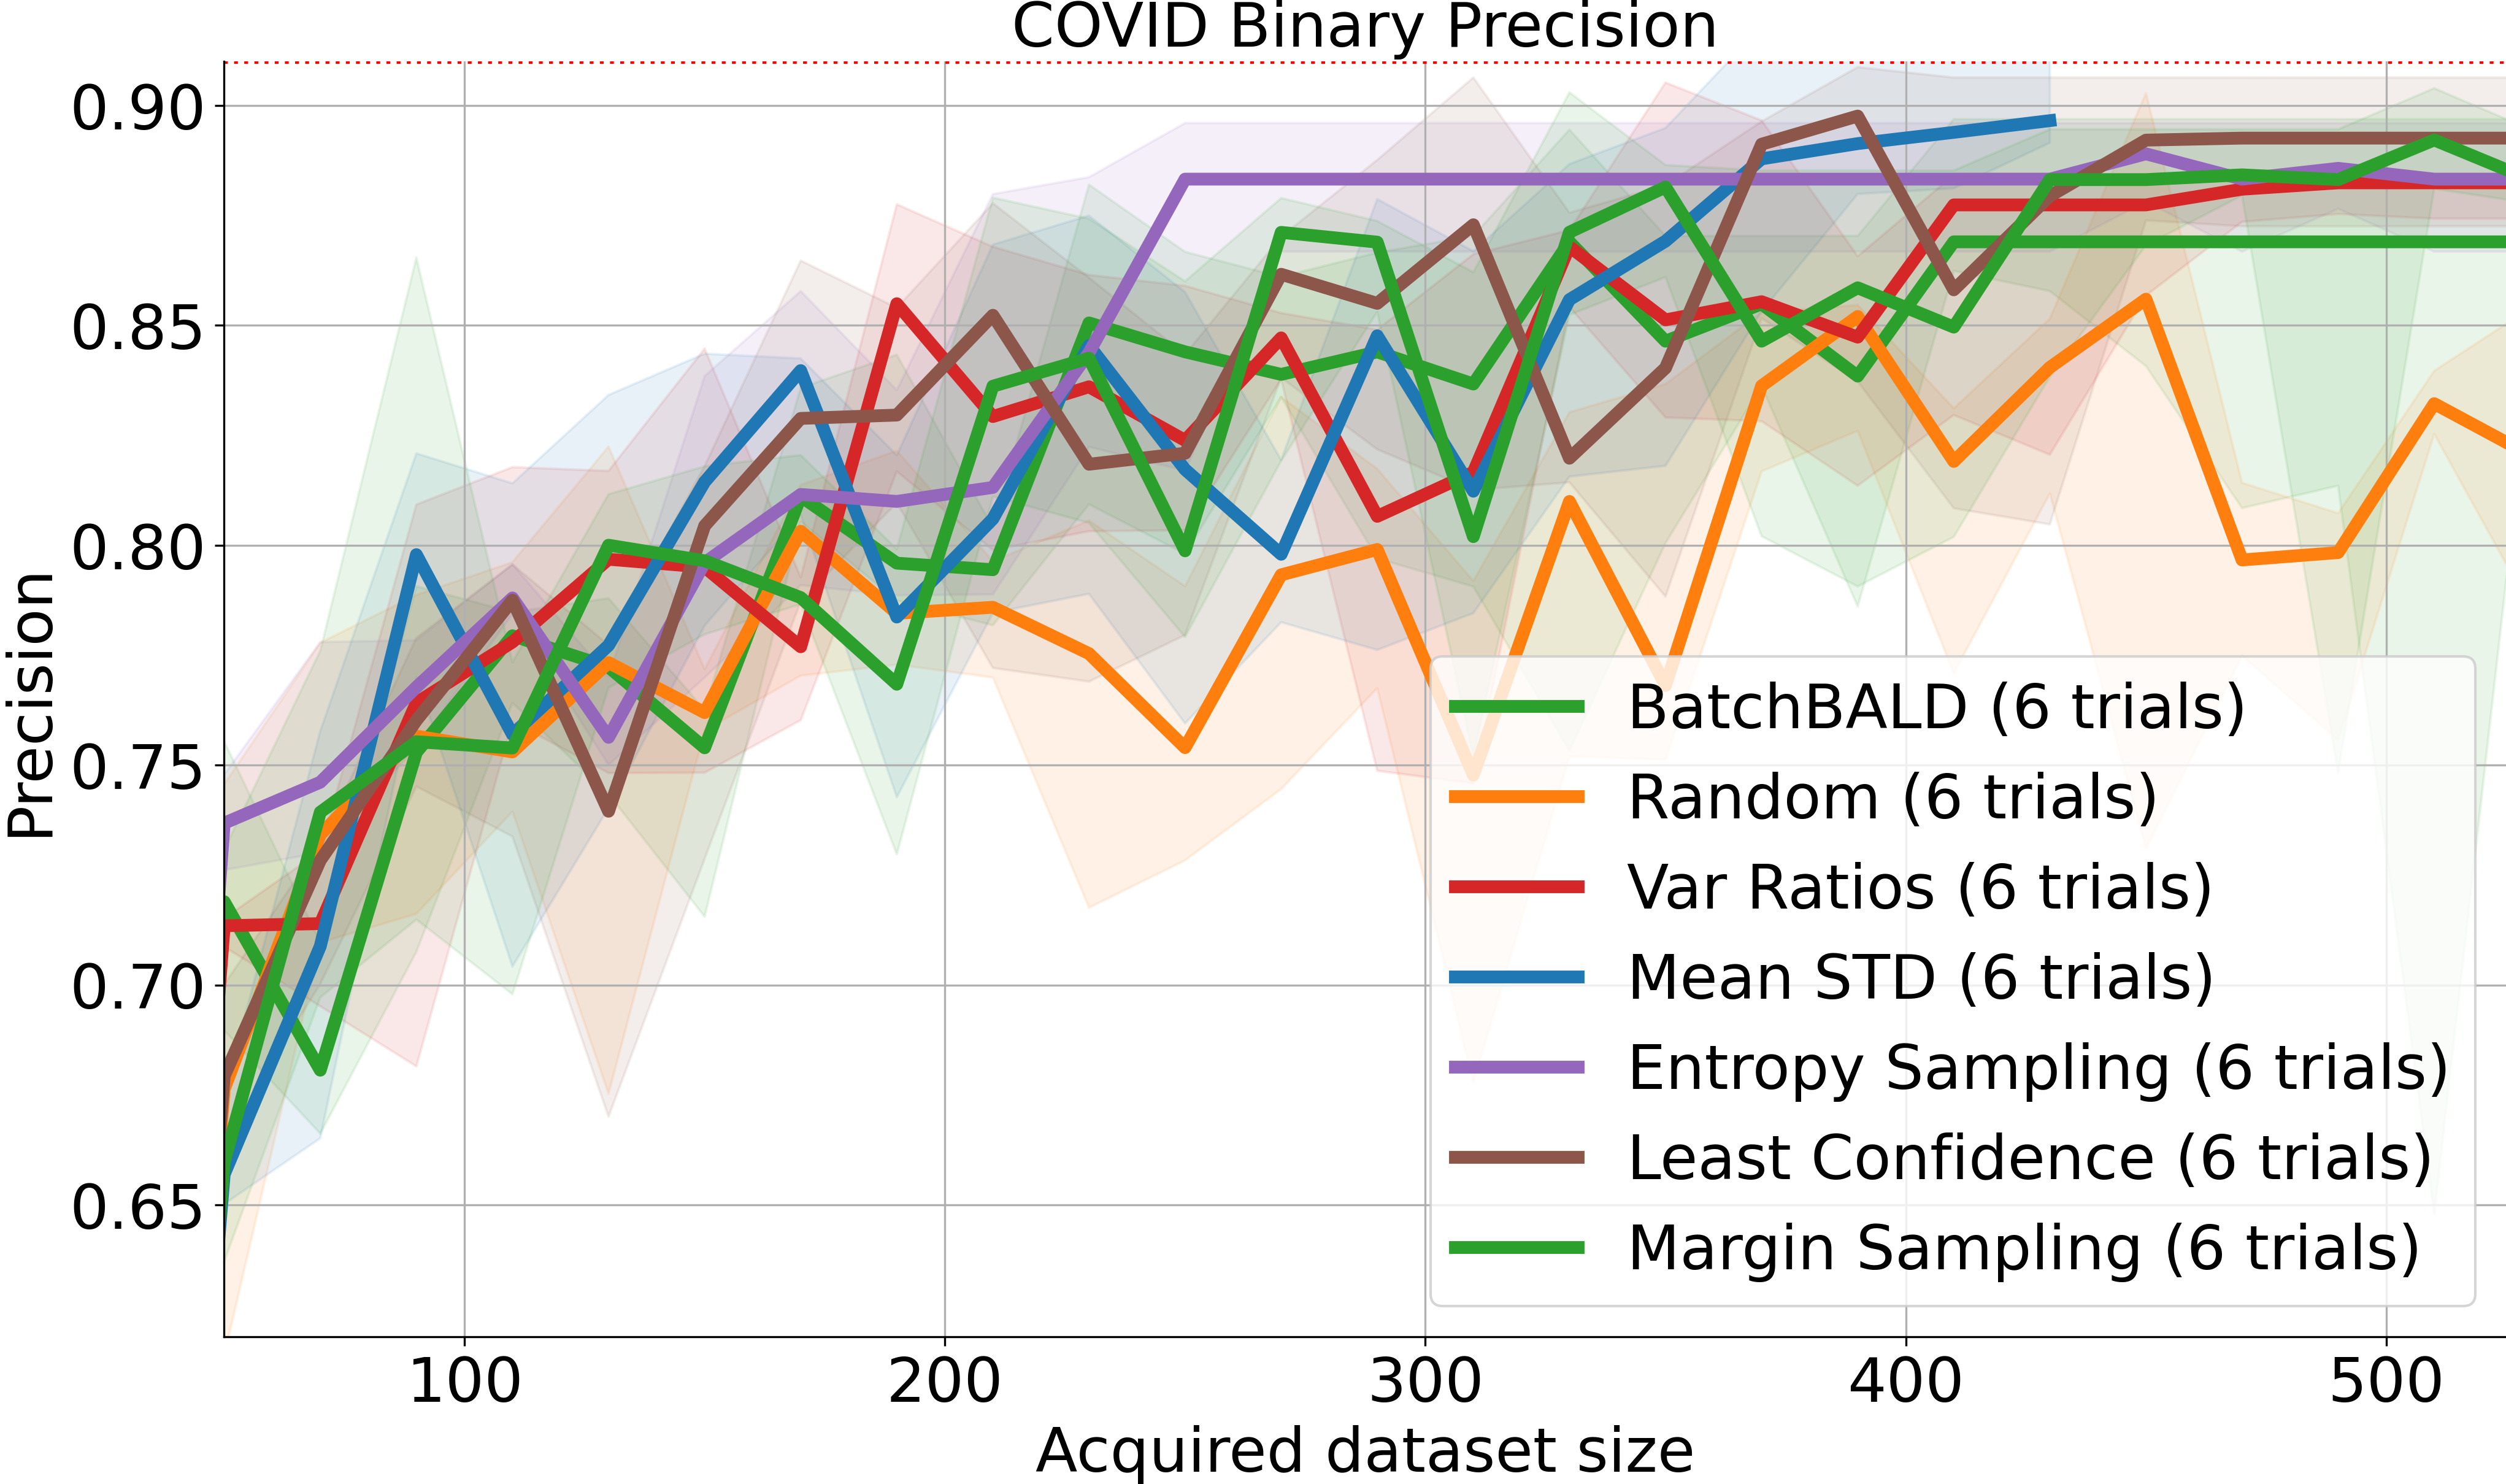 COVID Binary Precision
0.90
0.85
0.80
0.75
0.70
0.65
Precision
BatchBALD (6 trials)
Random (6 trials)
Var Ratios (6 trials)
Mean STD (6 trials)
Entropy Sampling (6 trials)
Least Confidence (6 trials)
Margin Sampling (6 trials)
100 200 300 400 500
Acquired dataset size